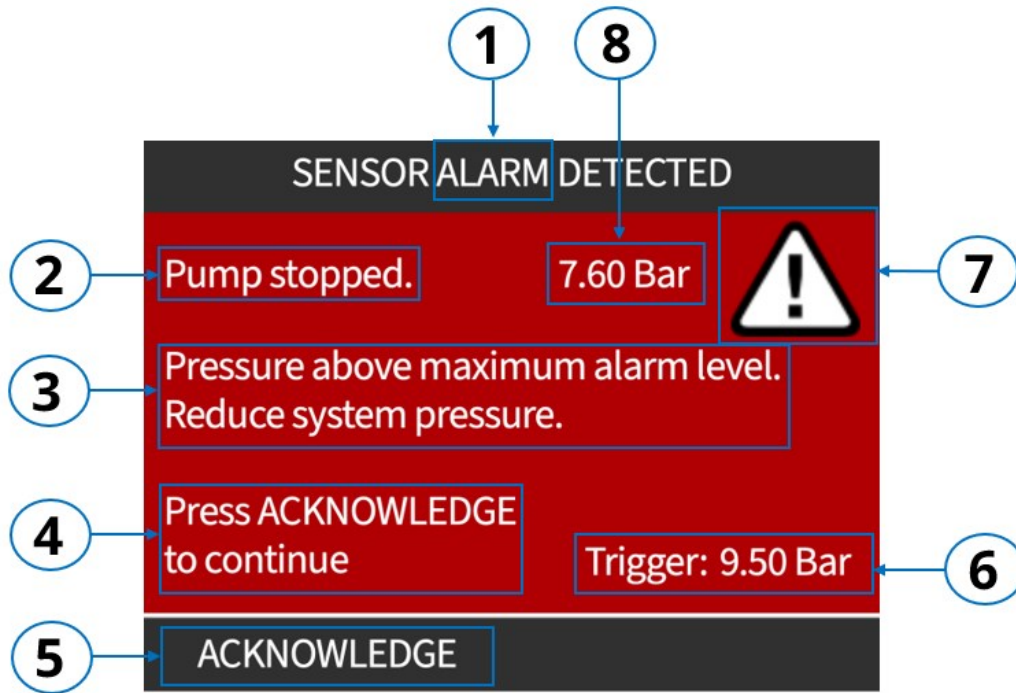 1
8
SENSOR ALARM DETECTED
2
Pump stopped.
7.60 Bar
!
7
3
Pressure above maximum alarm level.
Reduce system pressure.
4
Press ACKNOWLEDGE
to continue
Trigger: 9.50 Bar
6
5
ACKNOWLEDGE